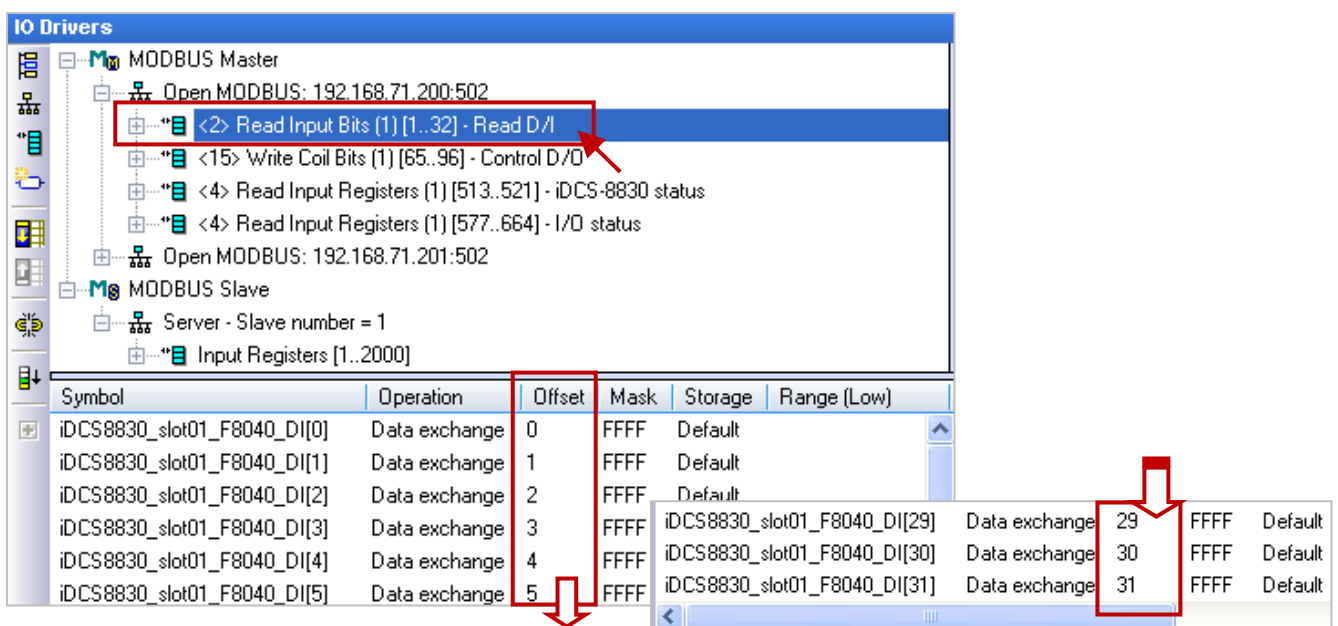 IO Drivers
MODBUS Master
Open MODBUS: 192.168.71.200:502
<2> Read Input Bits (1) [1..32] - Read D/I
<15> Write Coil Bits (1) [65..96] - Control D/O
<4> Read Input Registers (1) [513..521] - iDCS-8830 status
<4> Read Input Registers (1) [577..664] - I/O status
Open MODBUS: 192.168.71.201:502
MODBUS Slave
Server - Slave number = 1
Input Registers [1..2000]
Symbol Operation Offset Mask Storage Range (Low)
iDCS8830_slot01_F8040_DI[0] Data exchange 0 FFFF Default
iDCS8830_slot01_F8040_DI[1] Data exchange 1 FFFF Default
iDCS8830_slot01_F8040_DI[2] Data exchange 2 FFFF Default
iDCS8830_slot01_F8040_DI[3] Data exchange 3 FFFF
iDCS8830_slot01_F8040_DI[4] Data exchange 4 FFFF
iDCS8830_slot01_F8040_DI[5] Data exchange 5 FFFF
iDCS8830_slot01_F8040_DI[29] Data exchange 29 FFFF Default
iDCS8830_slot01_F8040_DI[30] Data exchange 30 FFFF Default
iDCS8830_slot01_F8040_DI[31] Data exchange 31 FFFF Default